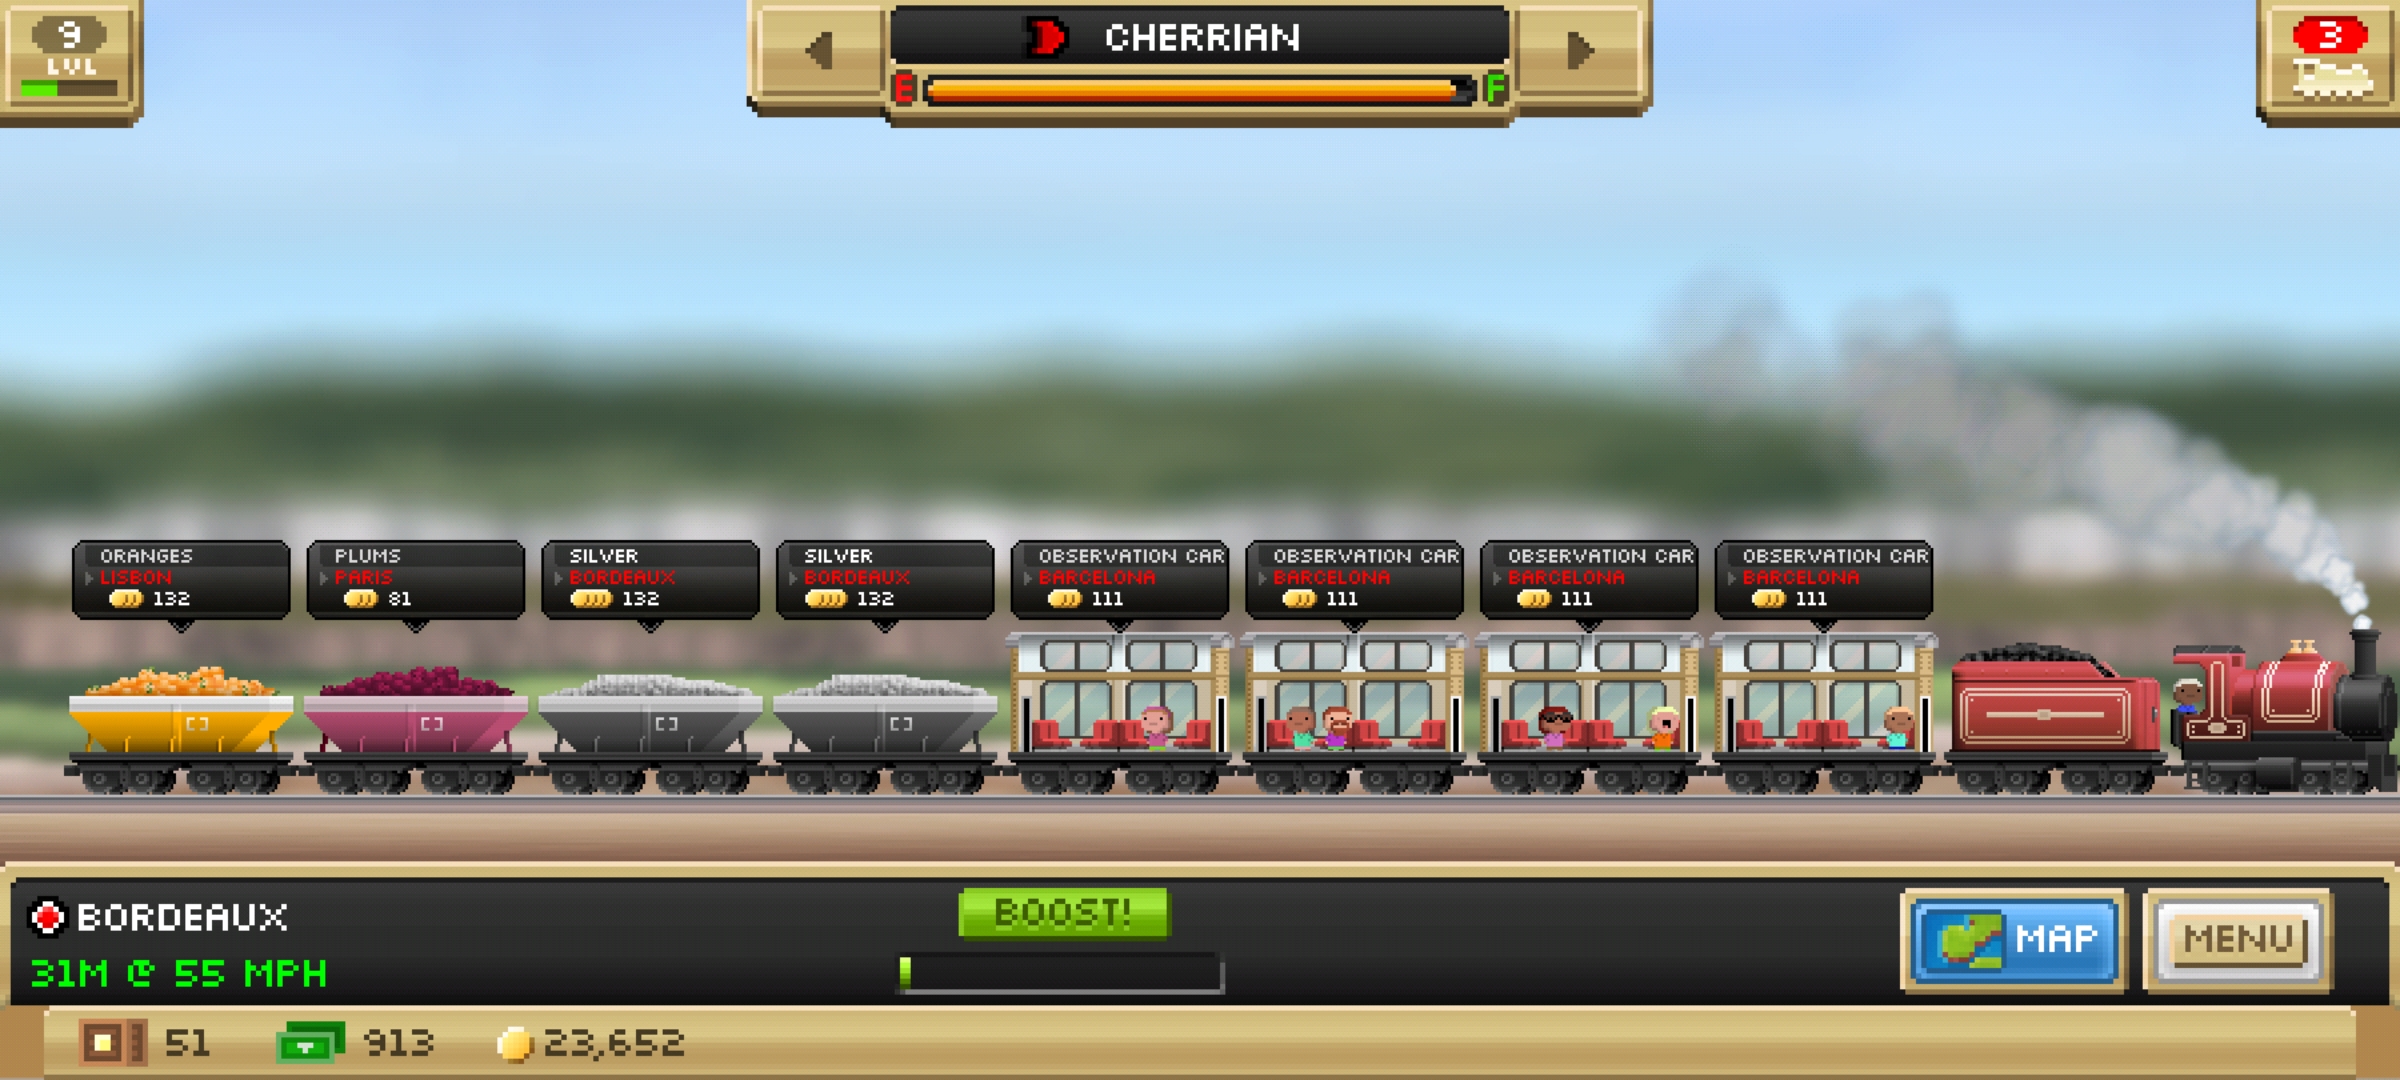 9
LVL
CHERRIAN
E
F
3
ORANGES
LISBON
132
PLUMS
PARIS
81
SILVER
BORDEAUX
132
SILVER
BORDEAUX
132
OBSERVATION CAR
BARCELONA
111
OBSERVATION CAR
BARCELONA
111
OBSERVATION CAR
BARCELONA
111
OBSERVATION CAR
BARCELONA
111
BORDEAUX
31M @ 55 MPH
BOOST!
MAP
MENU
51
913
23,652